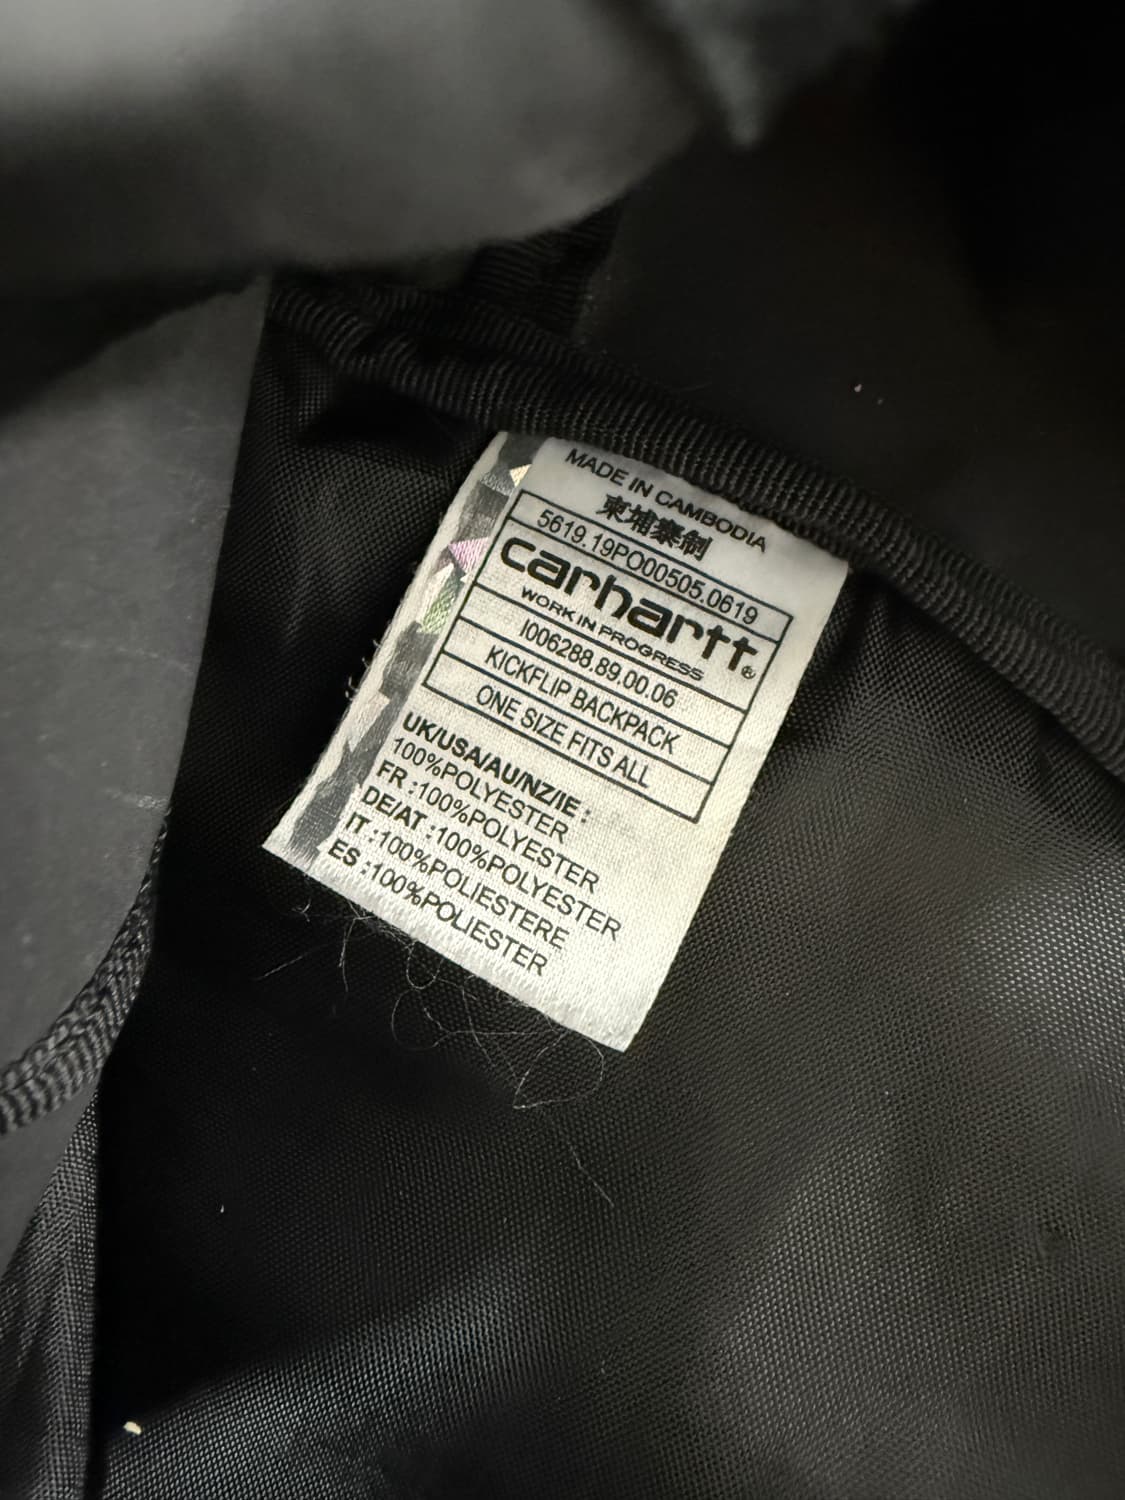 MADE IN CAMBODIA
柬埔寨制
5619.19PO00505.0619
carhartt®
WORK IN PROGRESS
I006288.89.00.06
KICKFLIP BACKPACK
ONE SIZE FITS ALL
UK/USA/AU/NZ/IE :
100%POLYESTER
FR :100%POLYESTER
DE/AT :100%POLYESTER
IT :100%POLIESTERE
ES :100%POLIESTER